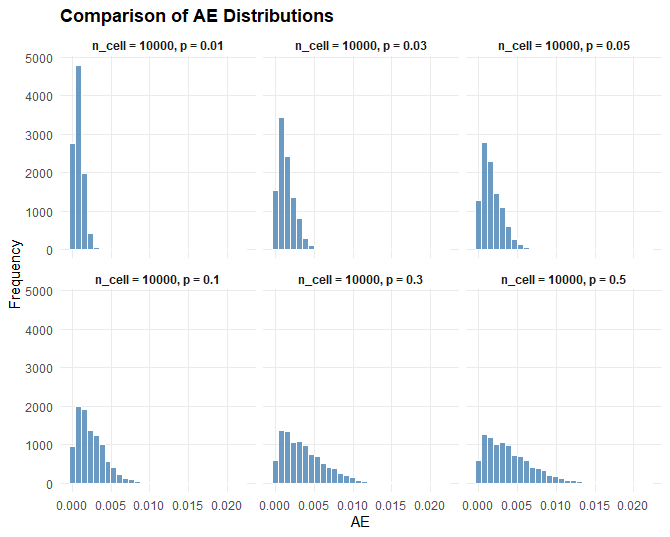 Comparison of AE Distributions
n_cell = 10000, p = 0.01
n_cell = 10000, p = 0.03
n_cell = 10000, p = 0.05
5000
4000
3000
2000
1000
0
Frequency
n_cell = 10000, p = 0.1
n_cell = 10000, p = 0.3
n_cell = 10000, p = 0.5
5000
4000
3000
2000
1000
0
0.000 0.005 0.010 0.015 0.020
0.000 0.005 0.010 0.015 0.020
0.000 0.005 0.010 0.015 0.020
AE